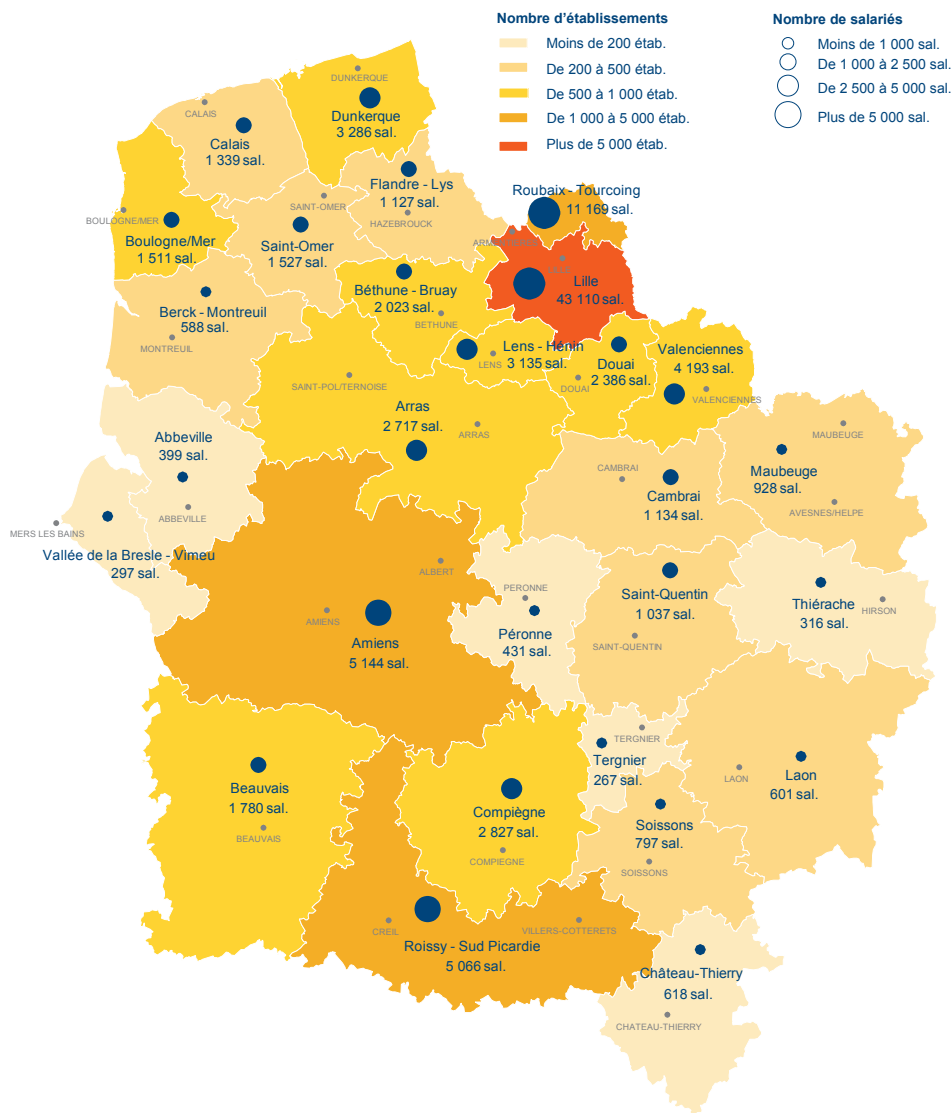 Nombre d'établissements
Moins de 200 étab.
De 200 à 500 étab.
De 500 à 1 000 étab.
De 1 000 à 5 000 étab.
Plus de 5 000 étab.
Nombre de salariés
Moins de 1 000 sal.
De 1 000 à 2 500 sal.
De 2 500 à 5 000 sal.
Plus de 5 000 sal.
DUNKERQUE
Dunkerque
3 286 sal.
CALAIS
Calais
1 339 sal.
Flandre - Lys
1 127 sal.
HAZEBROUCK
Roubaix - Tourcoing
11 169 sal.
BOULOGNE/MER
Boulogne/Mer
1 511 sal.
SAINT-OMER
Saint-Omer
1 527 sal.
Lille
43 110 sal.
Béthune - Bruay
2 023 sal.
BETHUNE
Berck - Montreuil
588 sal.
MONTREUIL
Lens - Hénin
3 135 sal.
LENS
Douai
2 386 sal.
DOUAI
Valenciennes
4 193 sal.
VALENCIENNES
SAINT-POL/TERNOISE
Arras
2 717 sal.
ARRAS
Abbeville
399 sal.
ABBEVILLE
MAUBEUGE
Maubeuge
928 sal.
AVESNES/HELPE
CAMBRAI
Cambrai
1 134 sal.
MERS LES BAINS
Vallée de la Bresle - Vimeu
297 sal.
ALBERT
AMIENS
Amiens
5 144 sal.
PERONNE
Péronne
431 sal.
Saint-Quentin
1 037 sal.
SAINT-QUENTIN
Thiérache
316 sal.
HIRSON
TERGNIER
Tergnier
267 sal.
LAON
Laon
601 sal.
Beauvais
1 780 sal.
BEAUVAIS
Compiègne
2 827 sal.
COMPIEGNE
Soissons
797 sal.
SOISSONS
CREIL
VILLERS-COTTERETS
Roissy - Sud Picardie
5 066 sal.
Château-Thierry
618 sal.
CHATEAU-THIERRY